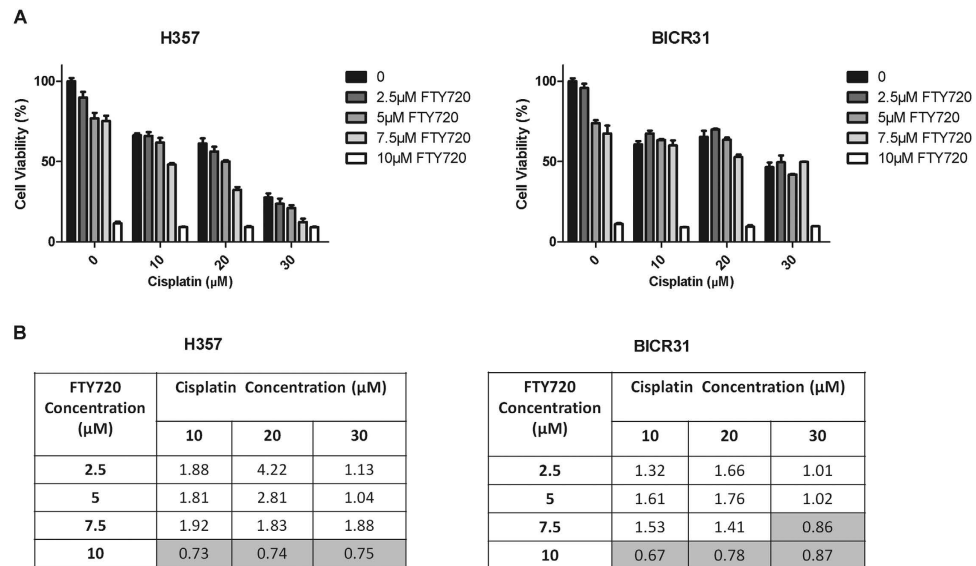 A
H357
Cell Viability (%)
100
50
0
0
10
20
30
Cisplatin (µM)
0
2.5µM FTY720
5µM FTY720
7.5µM FTY720
10µM FTY720
BICR31
Cell Viability (%)
100
50
0
0
10
20
30
Cisplatin (µM)
0
2.5µM FTY720
5µM FTY720
7.5µM FTY720
10µM FTY720
B
H357
FTY720 Concentration (µM)
Cisplatin Concentration (µM)
10 20 30
2.5 1.88 4.22 1.13
5 1.81 2.81 1.04
7.5 1.92 1.83 1.88
10 0.73 0.74 0.75
BICR31
FTY720 Concentration (µM)
Cisplatin Concentration (µM)
10 20 30
2.5 1.32 1.66 1.01
5 1.61 1.76 1.02
7.5 1.53 1.41 0.86
10 0.67 0.78 0.87